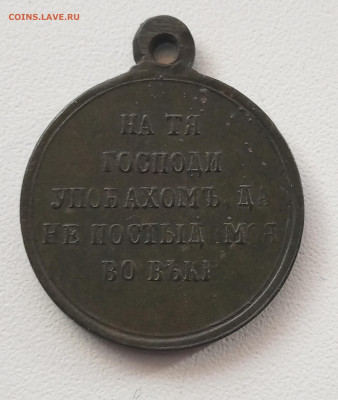 COINS.LAVE.RU
НА ТЯ
ГОСПОДИ
УПОВАХОМЪ ДА
НЕ ПОСТЫДИМСЯ
ВО ВѢКИ